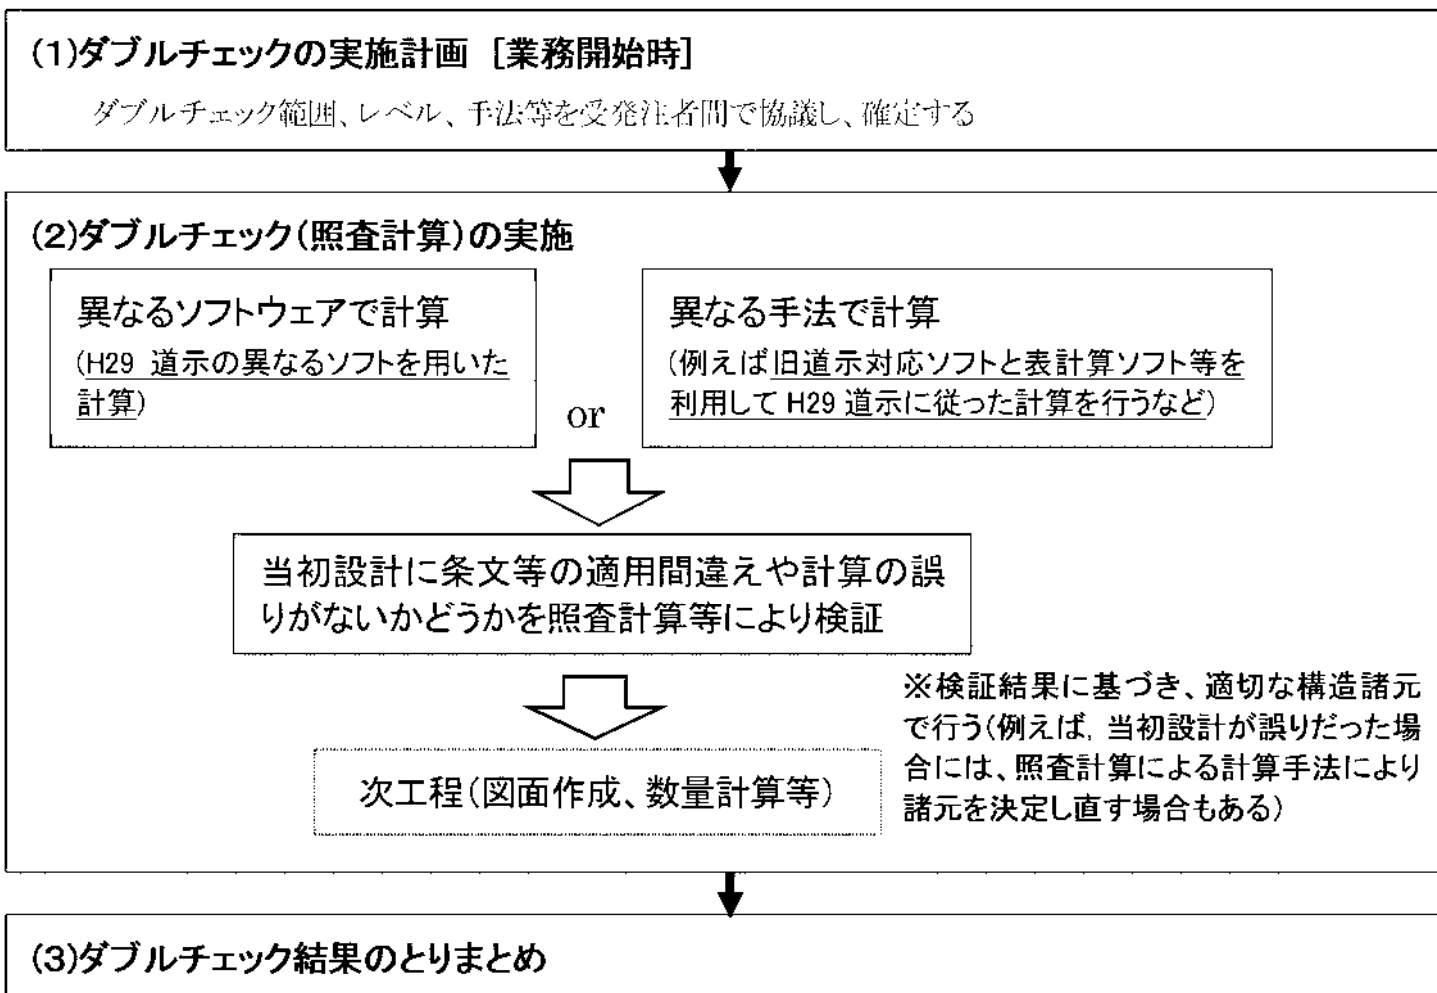 (1)ダブルチェックの実施計画 [業務開始時]
ダブルチェック範囲、レベル、手法等を受発注者間で協議し、確定する
(2)ダブルチェック(照査計算)の実施
異なるソフトウェアで計算
(H29 道示の異なるソフトを用いた
計算)
or
異なる手法で計算
(例えば旧道示対応ソフトと表計算ソフト等を
利用して H29 道示に従った計算を行うなど)
当初設計に条文等の適用間違えや計算の誤
りがないかどうかを照査計算等により検証
※検証結果に基づき、適切な構造諸元
で行う(例えば, 当初設計が誤りだった場
合には、照査計算による計算手法により
諸元を決定し直す場合もある)
次工程(図面作成、数量計算等)
(3)ダブルチェック結果のとりまとめ